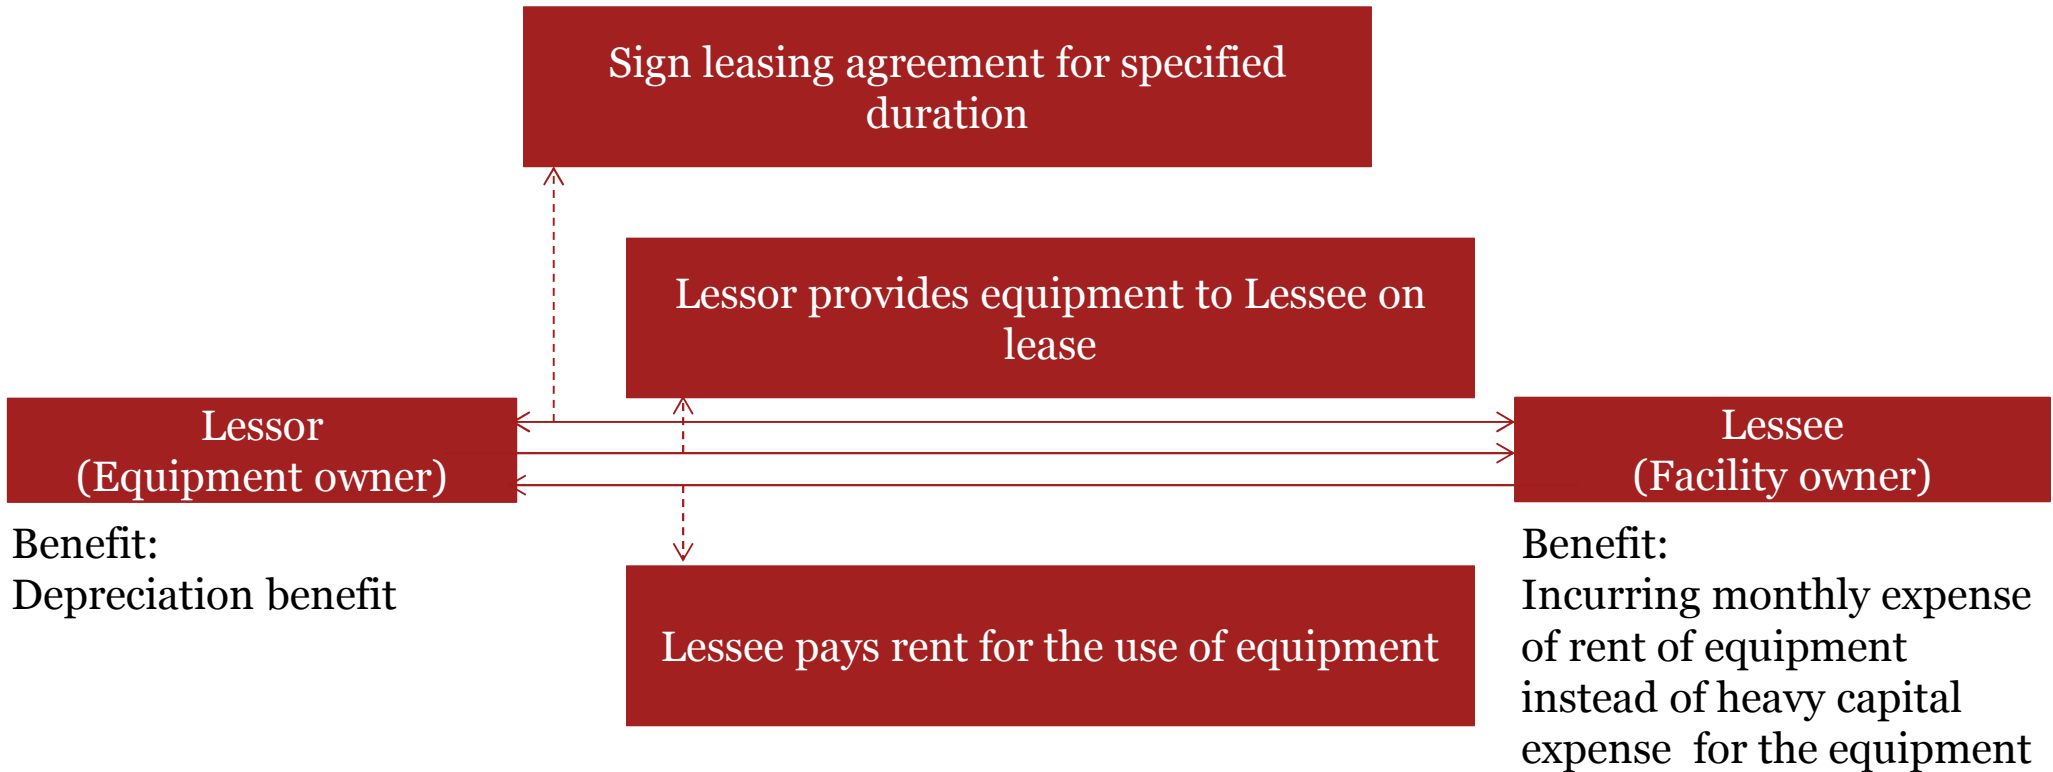 Sign leasing agreement for specified
duration
Lessor provides equipment to Lessee on
lease
Lessor
(Equipment owner)
Lessee
(Facility owner)
Benefit:
Depreciation benefit
Lessee pays rent for the use of equipment
Benefit:
Incurring monthly expense
of rent of equipment
instead of heavy capital
expense  for the equipment